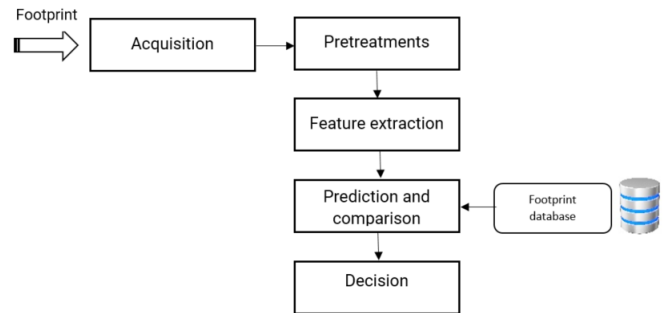 Footprint
Acquisition
Pretreatments
Feature extraction
Prediction and
comparison
Footprint
database
Decision